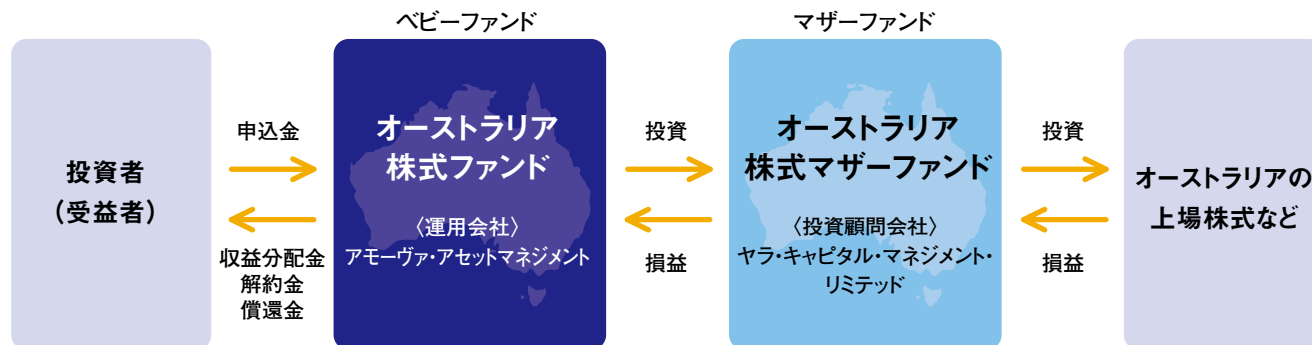 ベビーファンド
マザーファンド
投資者
（受益者）
申込金
収益分配金
解約金
償還金
オーストラリア
株式ファンド
〈運用会社〉
アモーヴァ・アセットマネジメント
投資
損益
オーストラリア
株式マザーファンド
〈投資顧問会社〉
ヤラ・キャピタル・マネジメント・
リミテッド
投資
損益
オーストラリアの
上場株式など